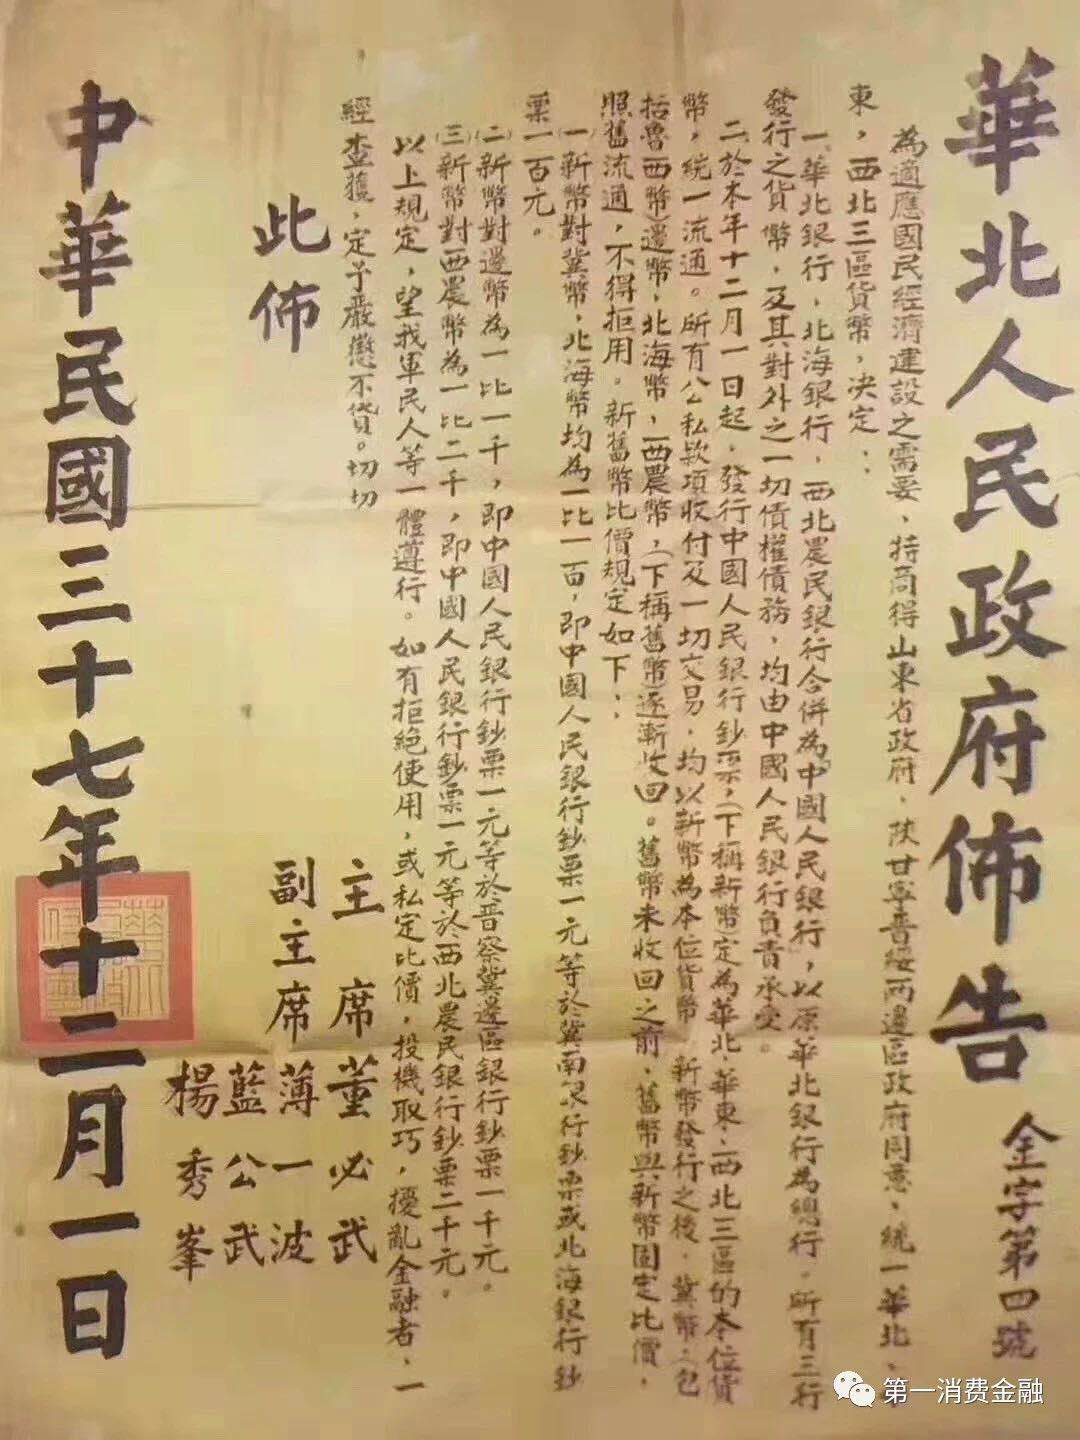 華北人民政府佈告
金字第四號
為適應國民經濟建設之需要、特商得山東省政府、陝甘寧晉綏兩邊區政府同意、統一華北、
東，西北三區貨幣，決定：
一、華北銀行，北海銀行，西北農民銀行合併為中國人民銀行，以原華北銀行為總行。所有三行
發行之貨幣，及其對外之一切債權債務，均由中國人民銀行負責承受。
二、於本年十二月一日起，發行中國人民銀行鈔票，（下稱新幣）定為華北、華東、西北三區的本位貨
幣，統一流通。所有公私款項收付及一切交易，均以新幣為本位貨幣。新幣發行之後，冀幣（包
括魯西幣）邊幣，北海幣，西農幣，（下稱舊幣）逐漸收回。舊幣未收回之前，舊幣與新幣固定比價，
照舊流通，不得拒用。新舊幣比價規定如下：
（一）新幣對冀幣，北海幣均為一比一百，即中國人民銀行鈔票一元等於冀南銀行鈔票或北海銀行鈔
票一百元。
（二）新幣對邊幣為一比一千，即中國人民銀行鈔票一元等於晉察冀邊區銀行鈔票一千元。
（三）新幣對西農幣為一比二千，即中國人民銀行鈔票一元等於西北農民銀行鈔票二千元。
以上規定，望我軍民人等一體遵行。如有拒絕使用，或私定比價，投機取巧，擾亂金融者，一
經查獲，定予嚴懲不貸。切切
此佈
主席 董必武
副主席 薄一波
藍公武
楊秀峯
中華民國三十七年十二月一日
第一消费金融